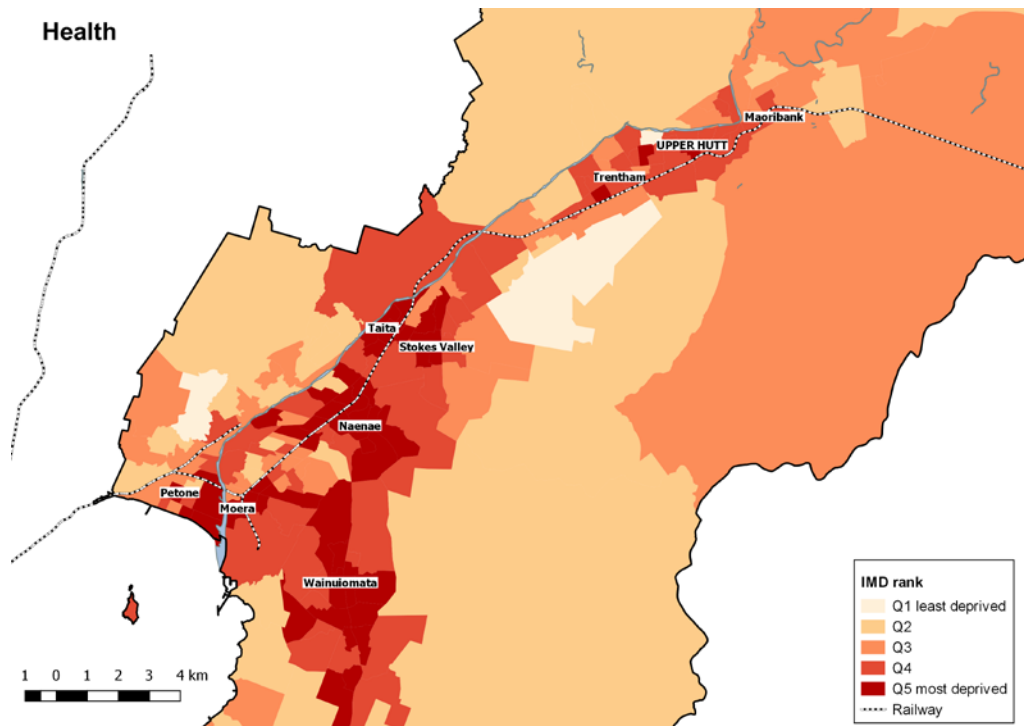 Health
Maoribank
UPPER HUTT
Trentham
Taita
Stokes Valley
Naenae
Petone
Moera
Wainuiomata
IMD rank
Q1 least deprived
Q2
Q3
Q4
Q5 most deprived
Railway
1 0 1 2 3 4 km